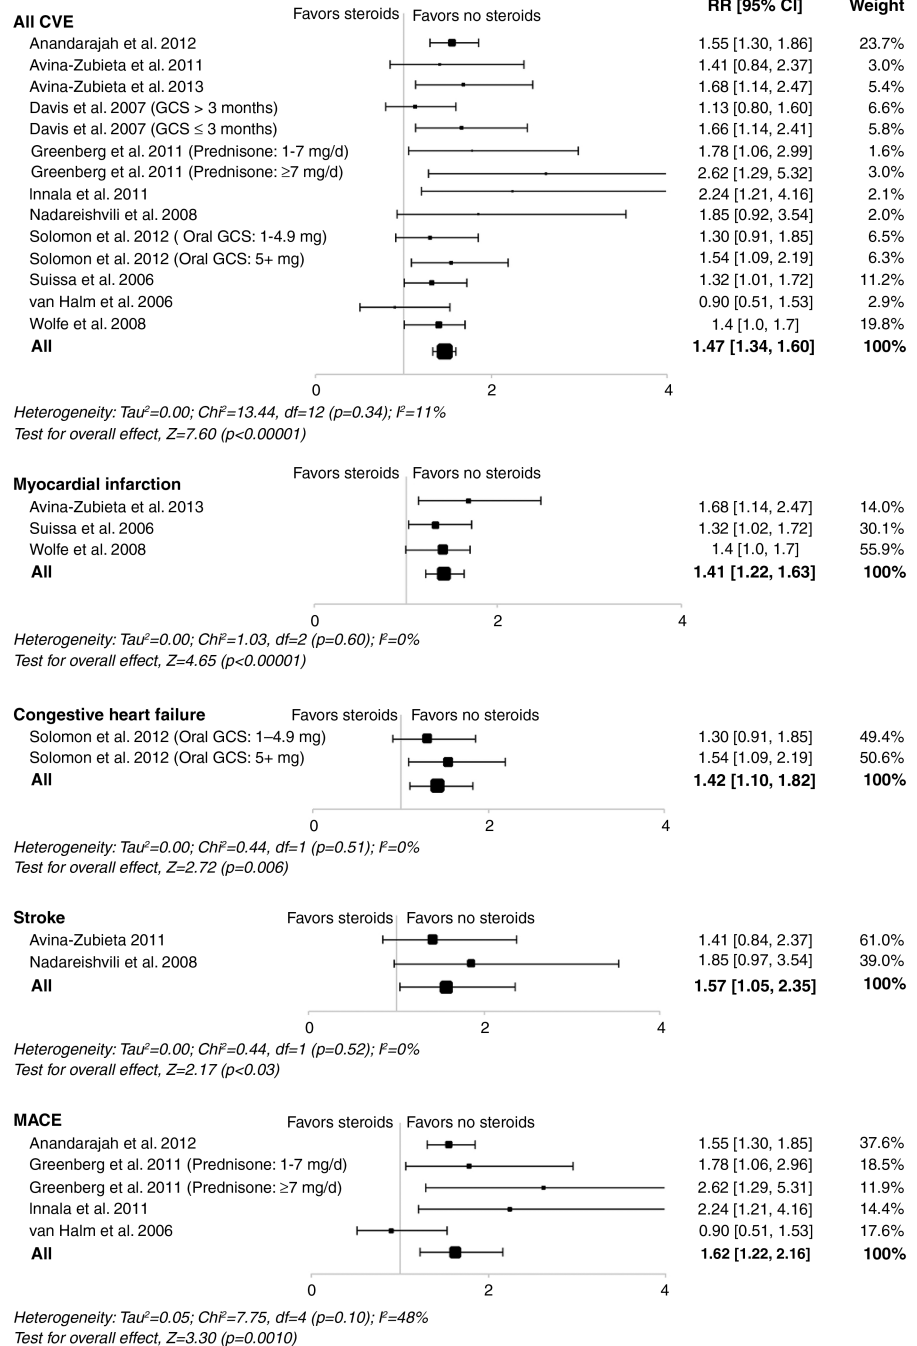 Favors steroids Favors no steroids RR [95% CI] Weight
All CVE
Anandarajah et al. 2012 1.55 [1.30, 1.86] 23.7%
Avina-Zubieta et al. 2011 1.41 [0.84, 2.37] 3.0%
Avina-Zubieta et al. 2013 1.68 [1.14, 2.47] 5.4%
Davis et al. 2007 (GCS > 3 months) 1.13 [0.80, 1.60] 6.6%
Davis et al. 2007 (GCS ≤ 3 months) 1.66 [1.14, 2.41] 5.8%
Greenberg et al. 2011 (Prednisone: 1-7 mg/d) 1.78 [1.06, 2.99] 1.6%
Greenberg et al. 2011 (Prednisone: ≥7 mg/d) 2.62 [1.29, 5.32] 3.0%
Innala et al. 2011 2.24 [1.21, 4.16] 2.1%
Nadareishvili et al. 2008 1.85 [0.92, 3.54] 2.0%
Solomon et al. 2012 ( Oral GCS: 1-4.9 mg) 1.30 [0.91, 1.85] 6.5%
Solomon et al. 2012 (Oral GCS: 5+ mg) 1.54 [1.09, 2.19] 6.3%
Suissa et al. 2006 1.32 [1.01, 1.72] 11.2%
van Halm et al. 2006 0.90 [0.51, 1.53] 2.9%
Wolfe et al. 2008 1.4 [1.0, 1.7] 19.8%
All 1.47 [1.34, 1.60] 100%
0 2 4
Heterogeneity: Tau²=0.00; Chi²=13.44, df=12 (p=0.34); I²=11%
Test for overall effect, Z=7.60 (p<0.00001)
Favors steroids Favors no steroids
Myocardial infarction
Avina-Zubieta et al. 2013 1.68 [1.14, 2.47] 14.0%
Suissa et al. 2006 1.32 [1.02, 1.72] 30.1%
Wolfe et al. 2008 1.4 [1.0, 1.7] 55.9%
All 1.41 [1.22, 1.63] 100%
0 2 4
Heterogeneity: Tau²=0.00; Chi²=1.03, df=2 (p=0.60); I²=0%
Test for overall effect, Z=4.65 (p<0.00001)
Congestive heart failure Favors steroids Favors no steroids
Solomon et al. 2012 (Oral GCS: 1–4.9 mg) 1.30 [0.91, 1.85] 49.4%
Solomon et al. 2012 (Oral GCS: 5+ mg) 1.54 [1.09, 2.19] 50.6%
All 1.42 [1.10, 1.82] 100%
0 2 4
Heterogeneity: Tau²=0.00; Chi²=0.44, df=1 (p=0.51); I²=0%
Test for overall effect, Z=2.72 (p=0.006)
Stroke Favors steroids Favors no steroids
Avina-Zubieta 2011 1.41 [0.84, 2.37] 61.0%
Nadareishvili et al. 2008 1.85 [0.97, 3.54] 39.0%
All 1.57 [1.05, 2.35] 100%
0 2 4
Heterogeneity: Tau²=0.00; Chi²=0.44, df=1 (p=0.52); I²=0%
Test for overall effect, Z=2.17 (p<0.03)
MACE Favors steroids Favors no steroids
Anandarajah et al. 2012 1.55 [1.30, 1.85] 37.6%
Greenberg et al. 2011 (Prednisone: 1-7 mg/d) 1.78 [1.06, 2.96] 18.5%
Greenberg et al. 2011 (Prednisone: ≥7 mg/d) 2.62 [1.29, 5.31] 11.9%
Innala et al. 2011 2.24 [1.21, 4.16] 14.4%
van Halm et al. 2006 0.90 [0.51, 1.53] 17.6%
All 1.62 [1.22, 2.16] 100%
0 2 4
Heterogeneity: Tau²=0.05; Chi²=7.75, df=4 (p=0.10); I²=48%
Test for overall effect, Z=3.30 (p=0.0010)